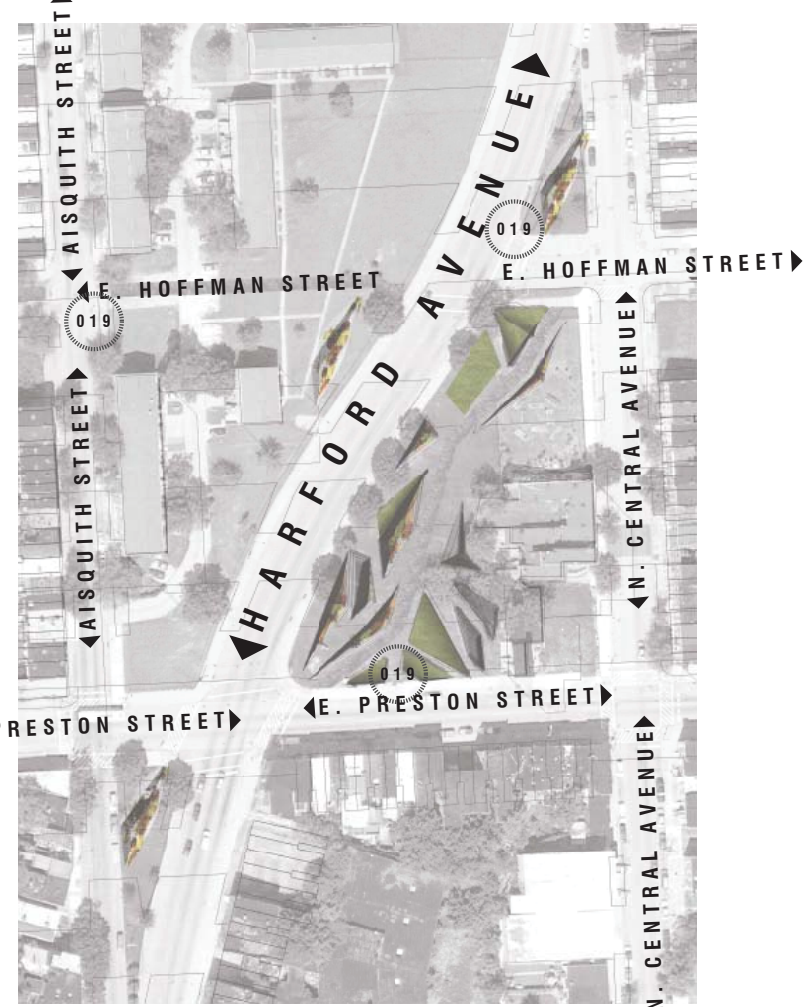 AISQUITH STREET
HARFORD AVENUE
019
E. HOFFMAN STREET
E. HOFFMAN STREET
019
AISQUITH STREET
N. CENTRAL AVENUE
019
E. PRESTON STREET
PRESTON STREET
N. CENTRAL AVENUE